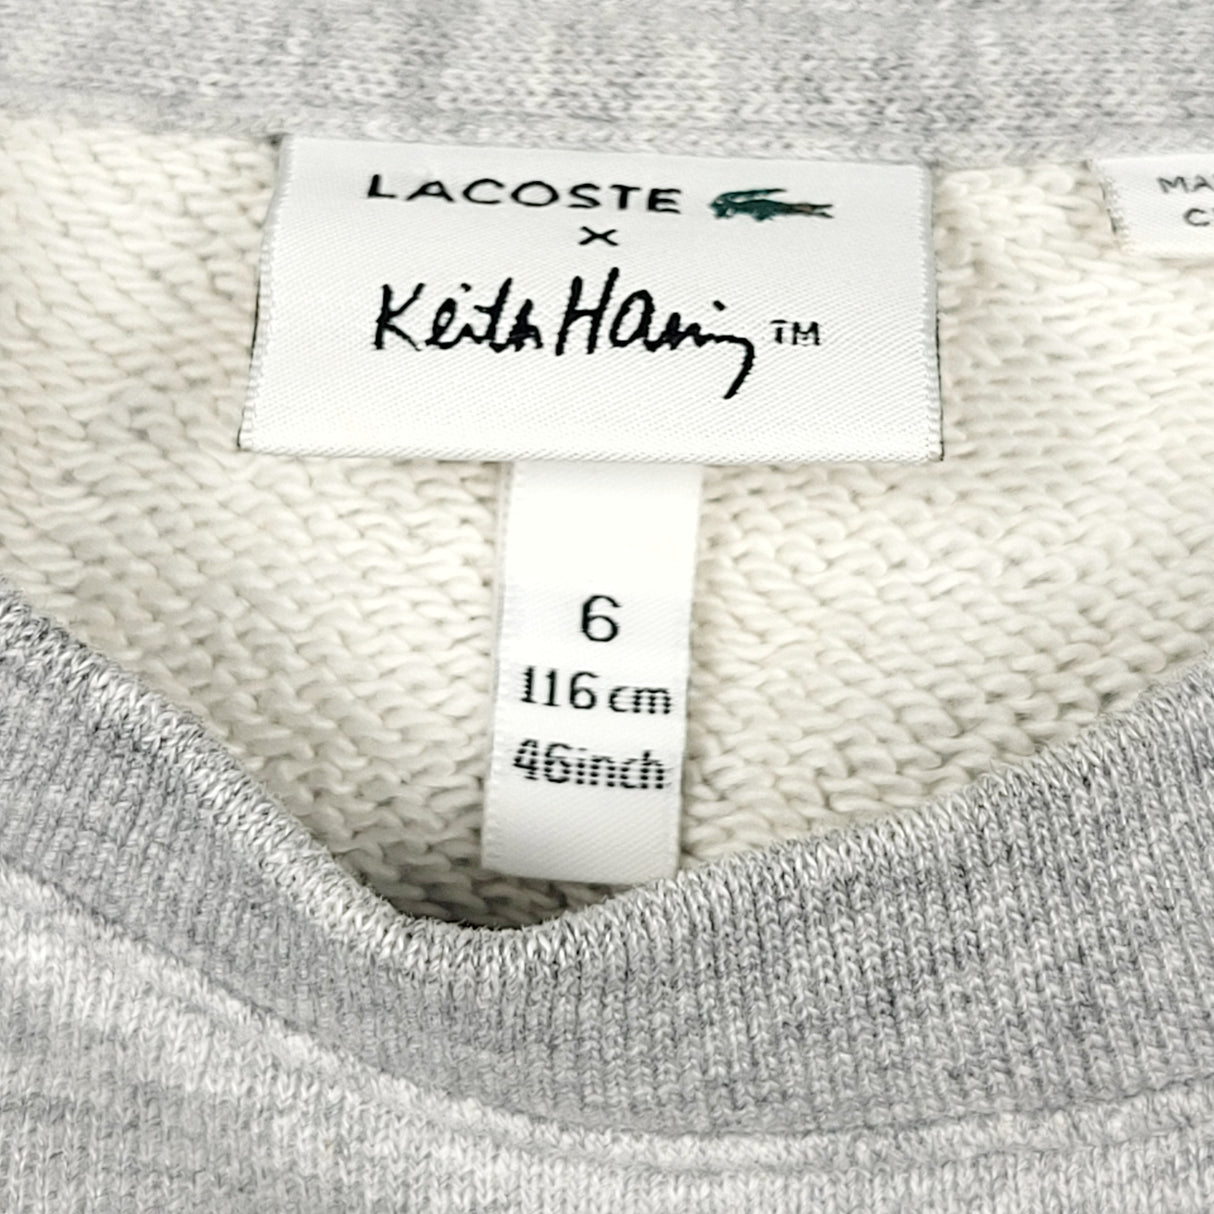 LACOSTE
×
Keith Haring ™
6
116 cm
46inch